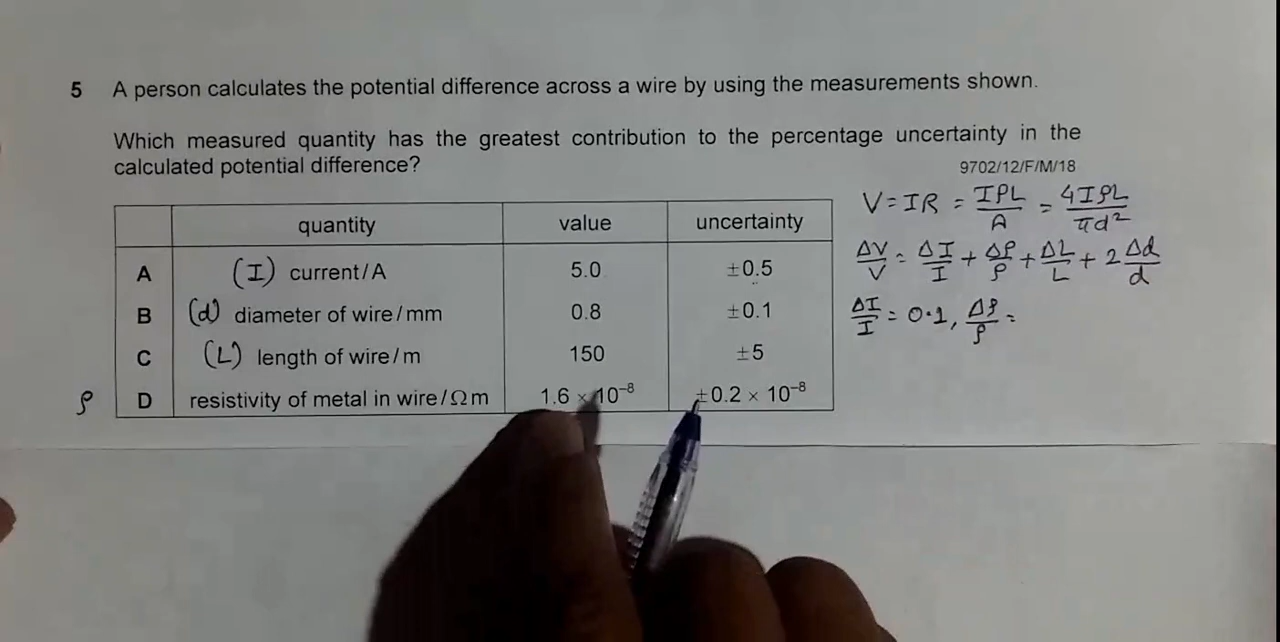 5 A person calculates the potential difference across a wire by using the measurements shown.
Which measured quantity has the greatest contribution to the percentage uncertainty in the
calculated potential difference?
9702/12/F/M/18
V = IR = IρL/A = 4IρL/πd²
quantity value uncertainty
ΔV/V = ΔI/I + Δρ/ρ + ΔL/L + 2 Δd/d
A (I) current/A 5.0 ±0.5
B (d) diameter of wire/mm 0.8 ±0.1
ΔI/I = 0.1, Δρ/ρ =
C (L) length of wire/m 150 ±5
ρ D resistivity of metal in wire/Ωm 1.6 × 10⁻⁸ ±0.2 × 10⁻⁸